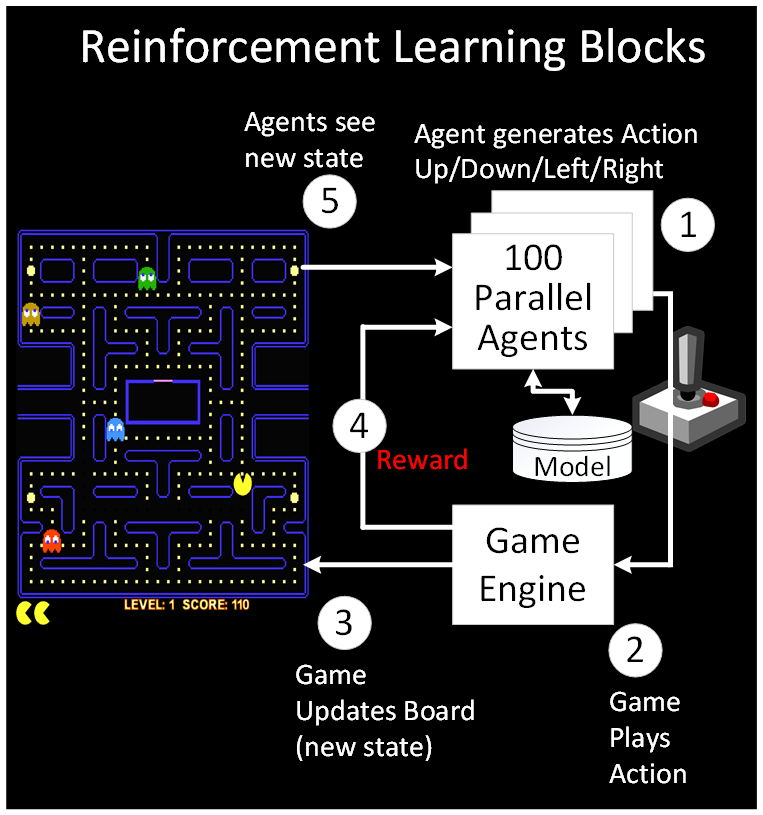 Reinforcement Learning Blocks
Agents see
new state
5
Agent generates Action
Up/Down/Left/Right
1
100
Parallel
Agents
4
Reward
Model
Game
Engine
LEVEL: 1 SCORE: 110
3
Game
Updates Board
(new state)
2
Game
Plays
Action